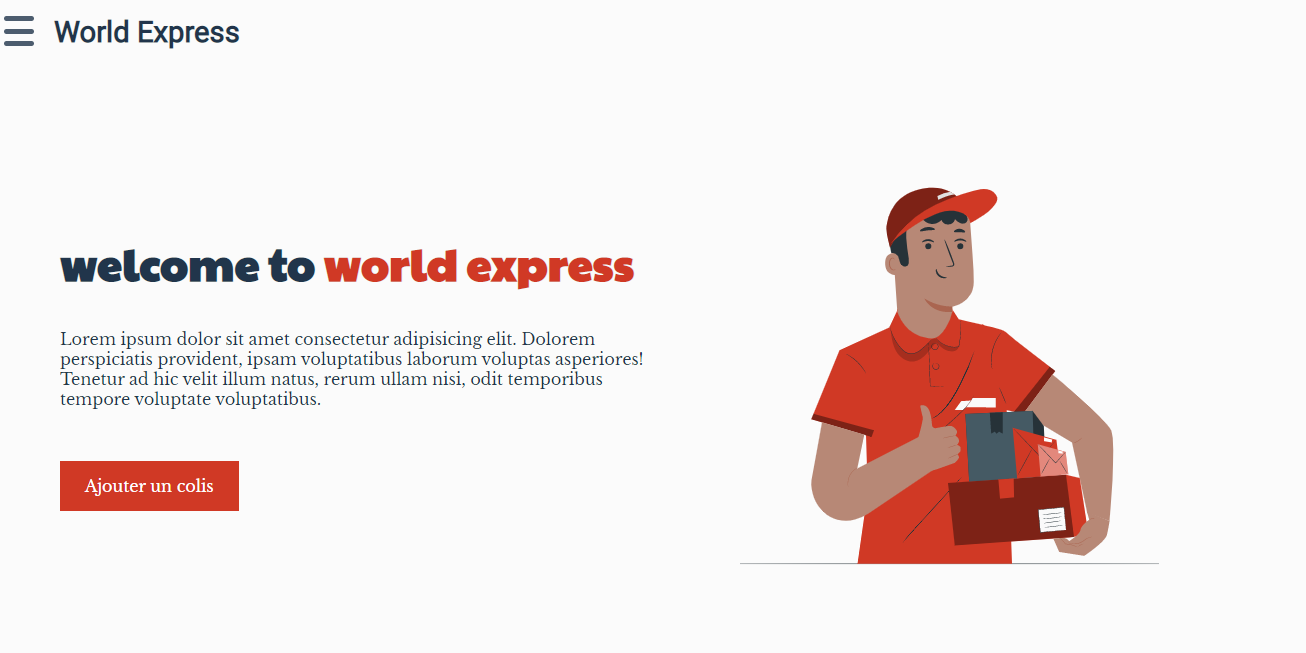 World Express
welcome to world express
Lorem ipsum dolor sit amet consectetur adipisicing elit. Dolorem
perspiciatis provident, ipsam voluptatibus laborum voluptas asperiores!
Tenetur ad hic velit illum natus, rerum ullam nisi, odit temporibus
tempore voluptate voluptatibus.
Ajouter un colis